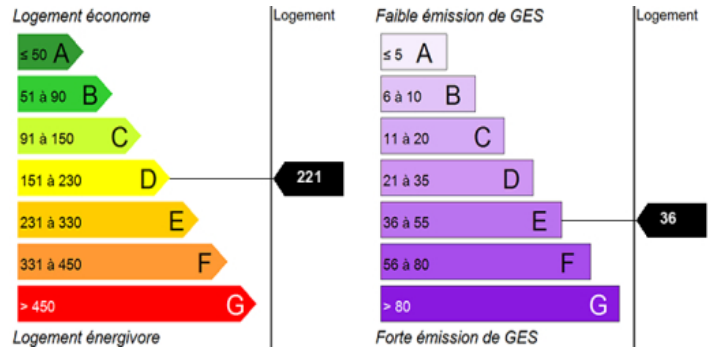 Logement économe
Logement
≤ 50 A
51 à 90 B
91 à 150 C
151 à 230 D
221
231 à 330 E
331 à 450 F
> 450 G
Logement énergivore
Faible émission de GES
Logement
≤ 5 A
6 à 10 B
11 à 20 C
21 à 35 D
36 à 55 E
36
56 à 80 F
> 80 G
Forte émission de GES